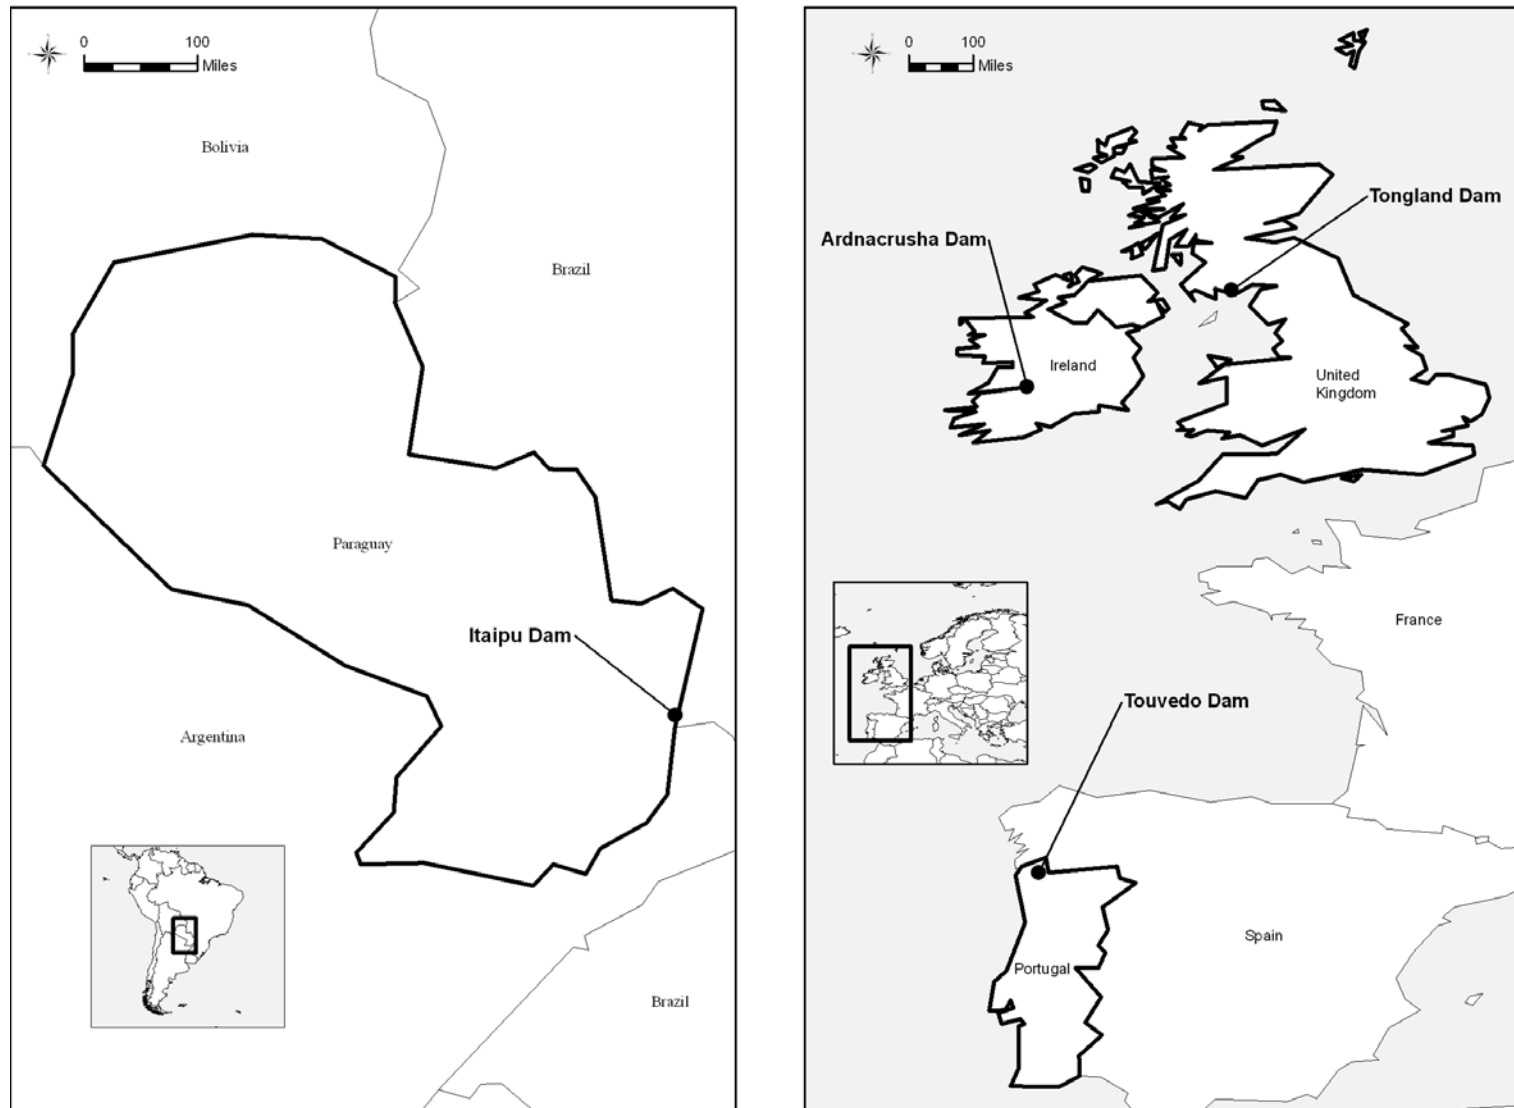 0 100
Miles
Bolivia
Brazil
Paraguay
Itaipu Dam
Argentina
Brazil
0 100
Miles
Tongland Dam
Ardnacrusha Dam
Ireland
United
Kingdom
France
Touvedo Dam
Spain
Portugal